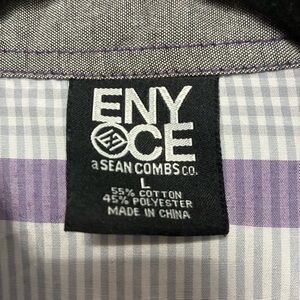 ENY
CE
a SEAN COMBS CO.
L
55% COTTON
45% POLYESTER
MADE IN CHINA